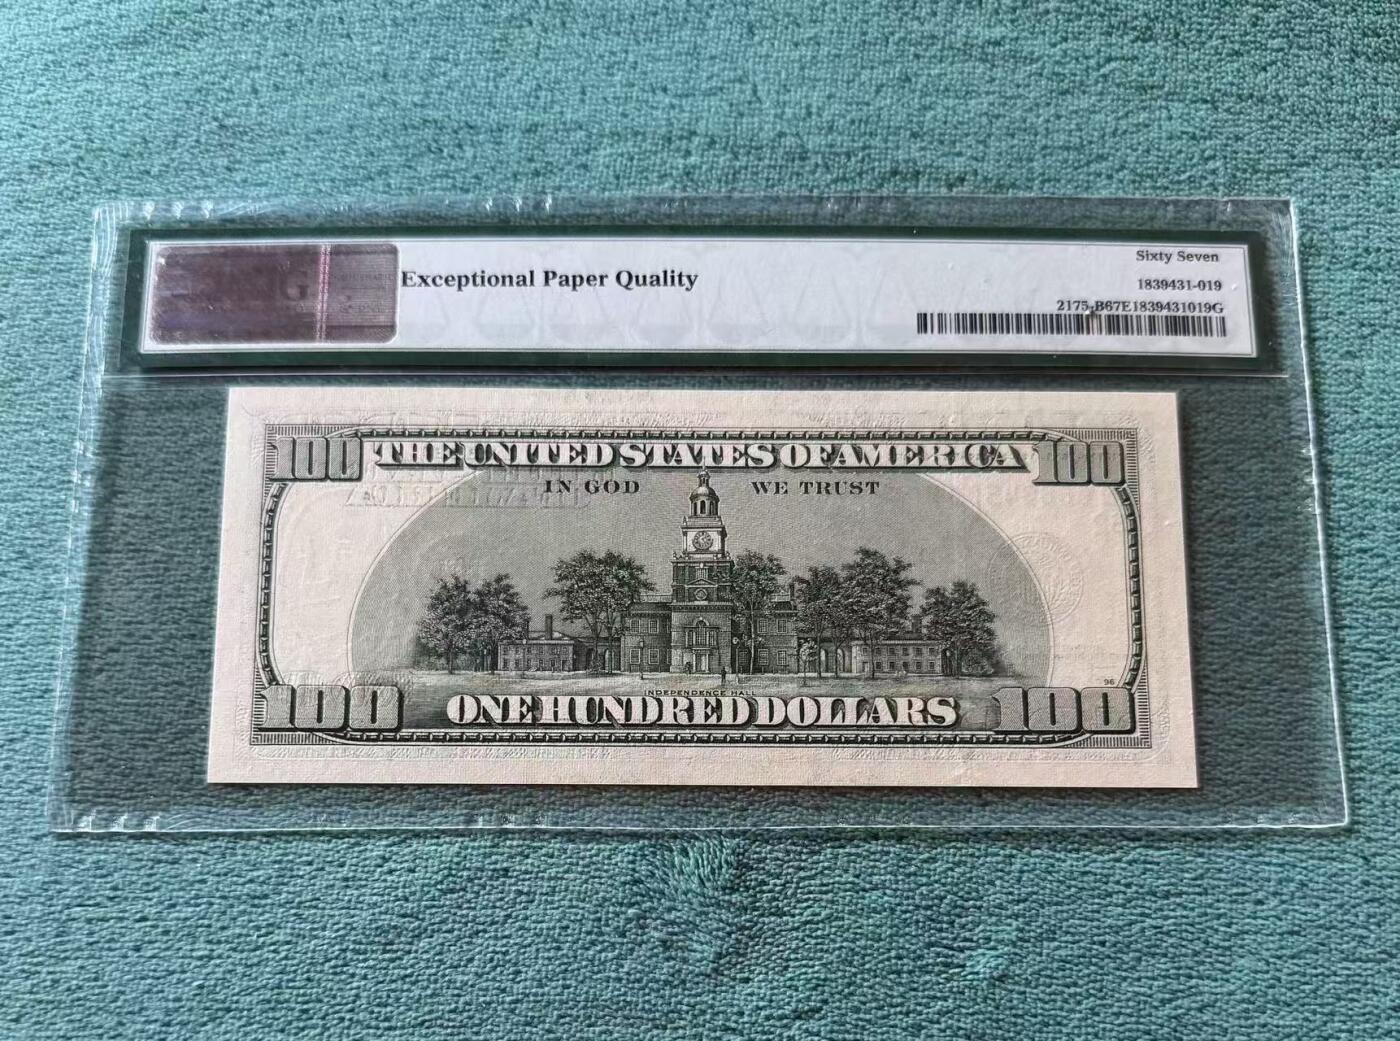 Sixty Seven
Exceptional Paper Quality
1839431-019
2175-B67E1839431019G
100 THE UNITED STATES OF AMERICA 100
IN GOD WE TRUST
96
INDEPENDENCE HALL
100 ONE HUNDRED DOLLARS 100